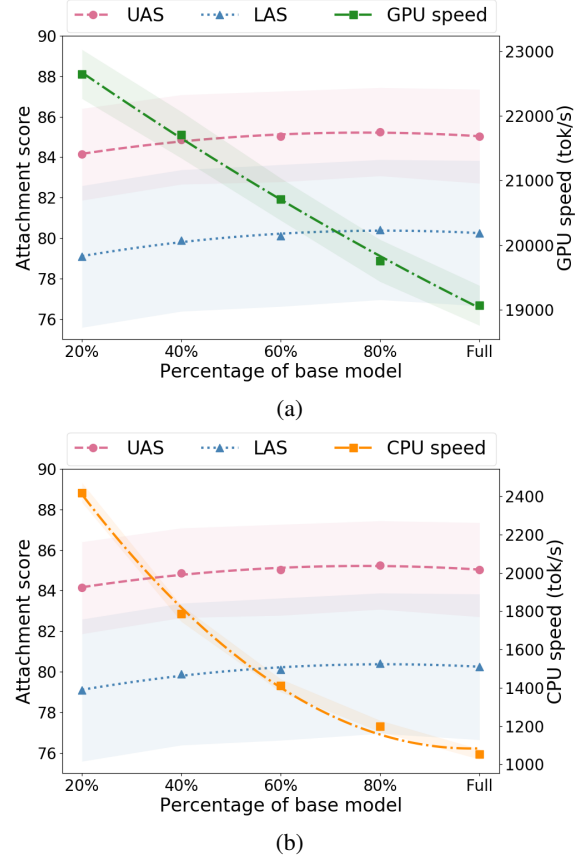 UAS LAS GPU speed
90
88
86
84
82
80
78
76
Attachment score
23000
22000
21000
20000
19000
GPU speed (tok/s)
20% 40% 60% 80% Full
Percentage of base model
(a)
UAS LAS CPU speed
90
88
86
84
82
80
78
76
Attachment score
2400
2200
2000
1800
1600
1400
1200
1000
CPU speed (tok/s)
20% 40% 60% 80% Full
Percentage of base model
(b)